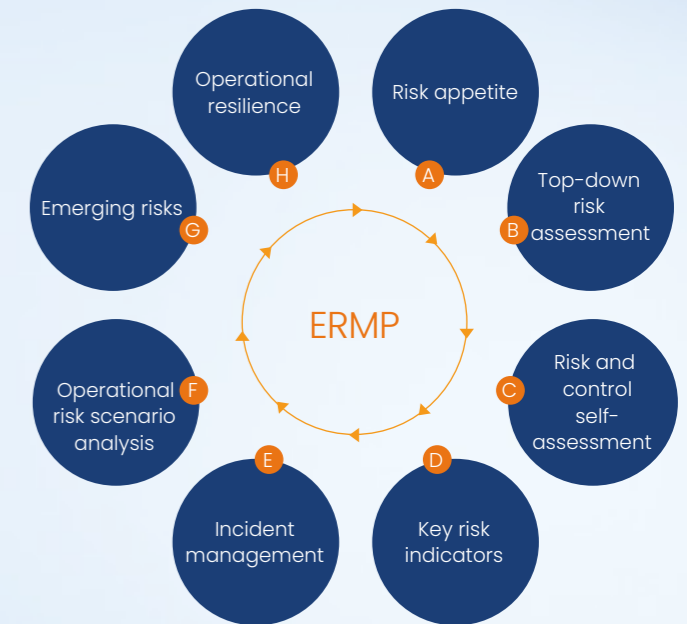 Risk appetite
A
Top-down
risk
assessment
B
Risk and
control
self-
assessment
C
Key risk
indicators
D
Incident
management
E
Operational
risk scenario
analysis
F
Emerging risks
G
Operational
resilience
H
ERMP